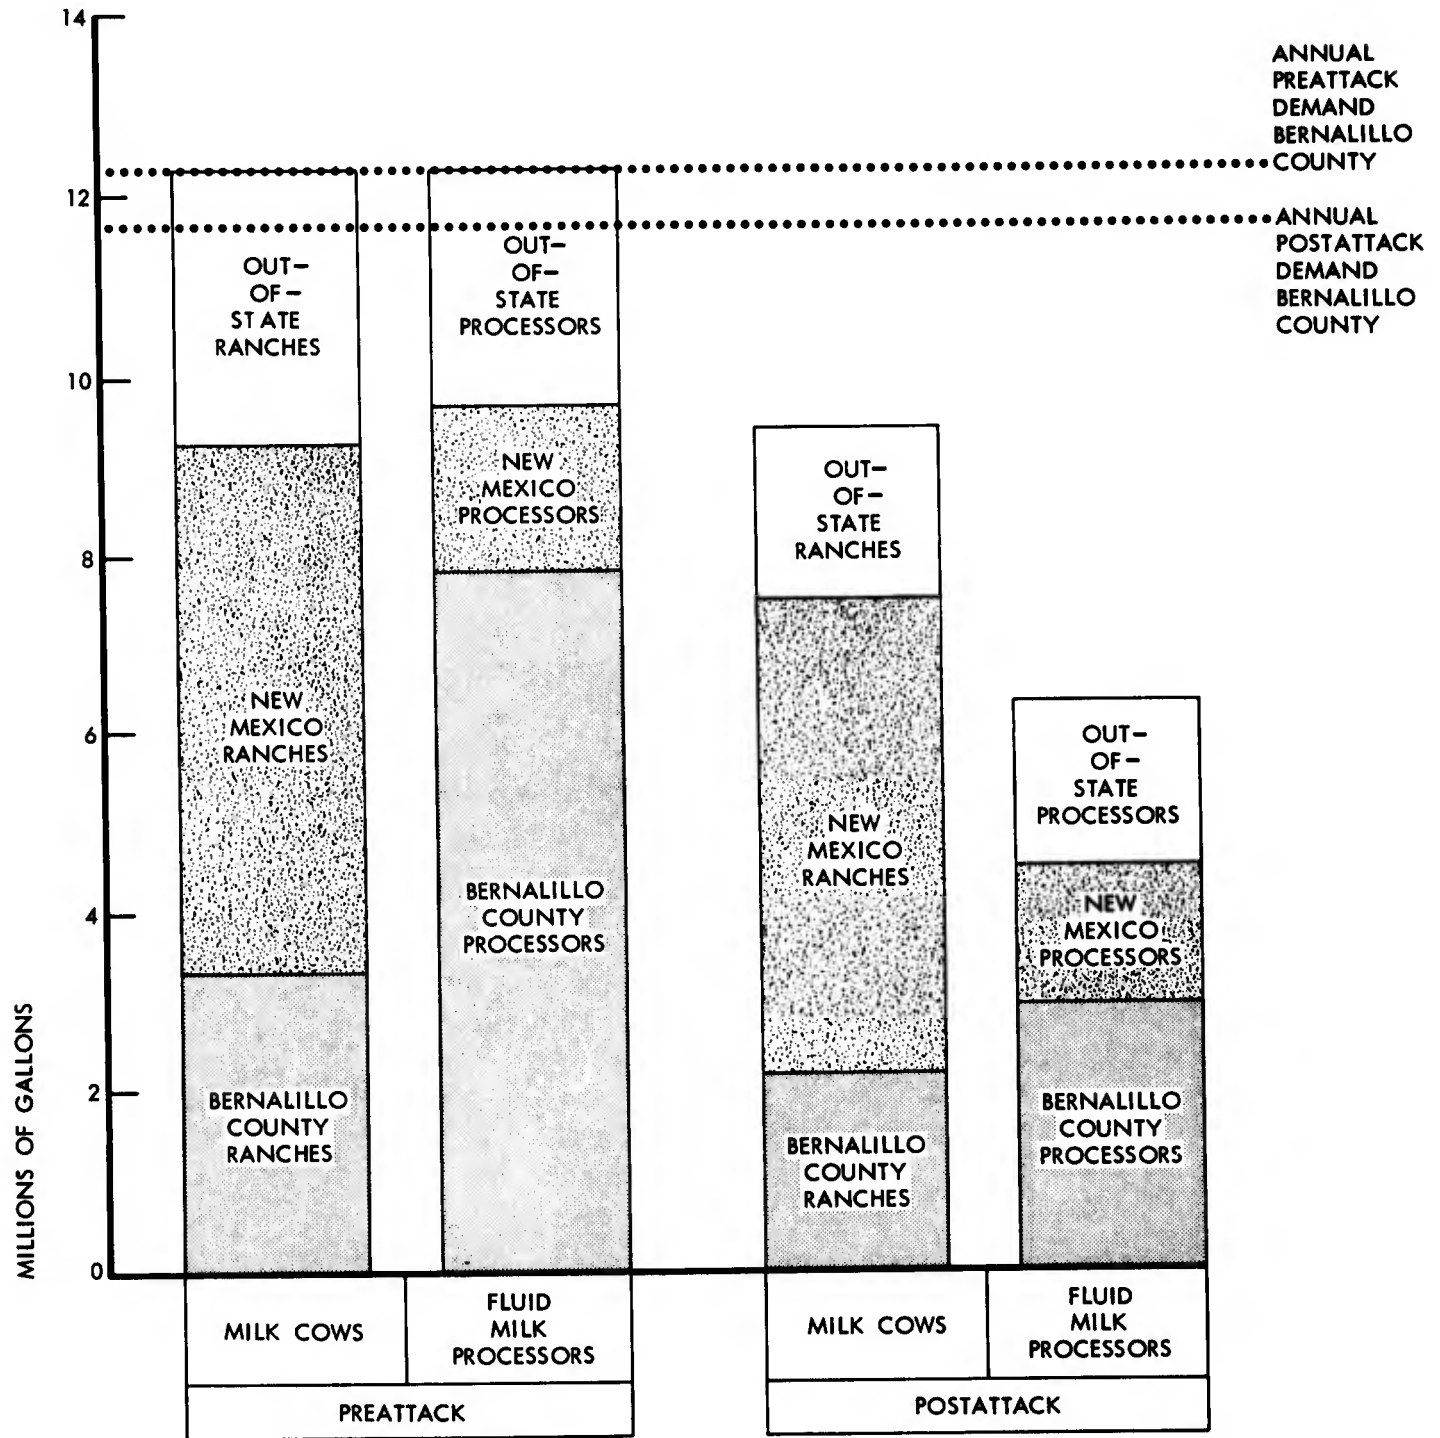 14
12
10
8
6
4
2
0
MILLIONS OF GALLONS
ANNUAL
PREATTACK
DEMAND
BERNALILLO
COUNTY
ANNUAL
POSTATTACK
DEMAND
BERNALILLO
COUNTY
OUT-
OF-
STATE
RANCHES
NEW
MEXICO
RANCHES
BERNALILLO
COUNTY
RANCHES
OUT-
OF-
STATE
PROCESSORS
NEW
MEXICO
PROCESSORS
BERNALILLO
COUNTY
PROCESSORS
OUT-
OF-
STATE
RANCHES
NEW
MEXICO
RANCHES
BERNALILLO
COUNTY
RANCHES
OUT-
OF-
STATE
PROCESSORS
NEW
MEXICO
PROCESSORS
BERNALILLO
COUNTY
PROCESSORS
MILK COWS
FLUID
MILK
PROCESSORS
MILK COWS
FLUID
MILK
PROCESSORS
PREATTACK
POSTATTACK